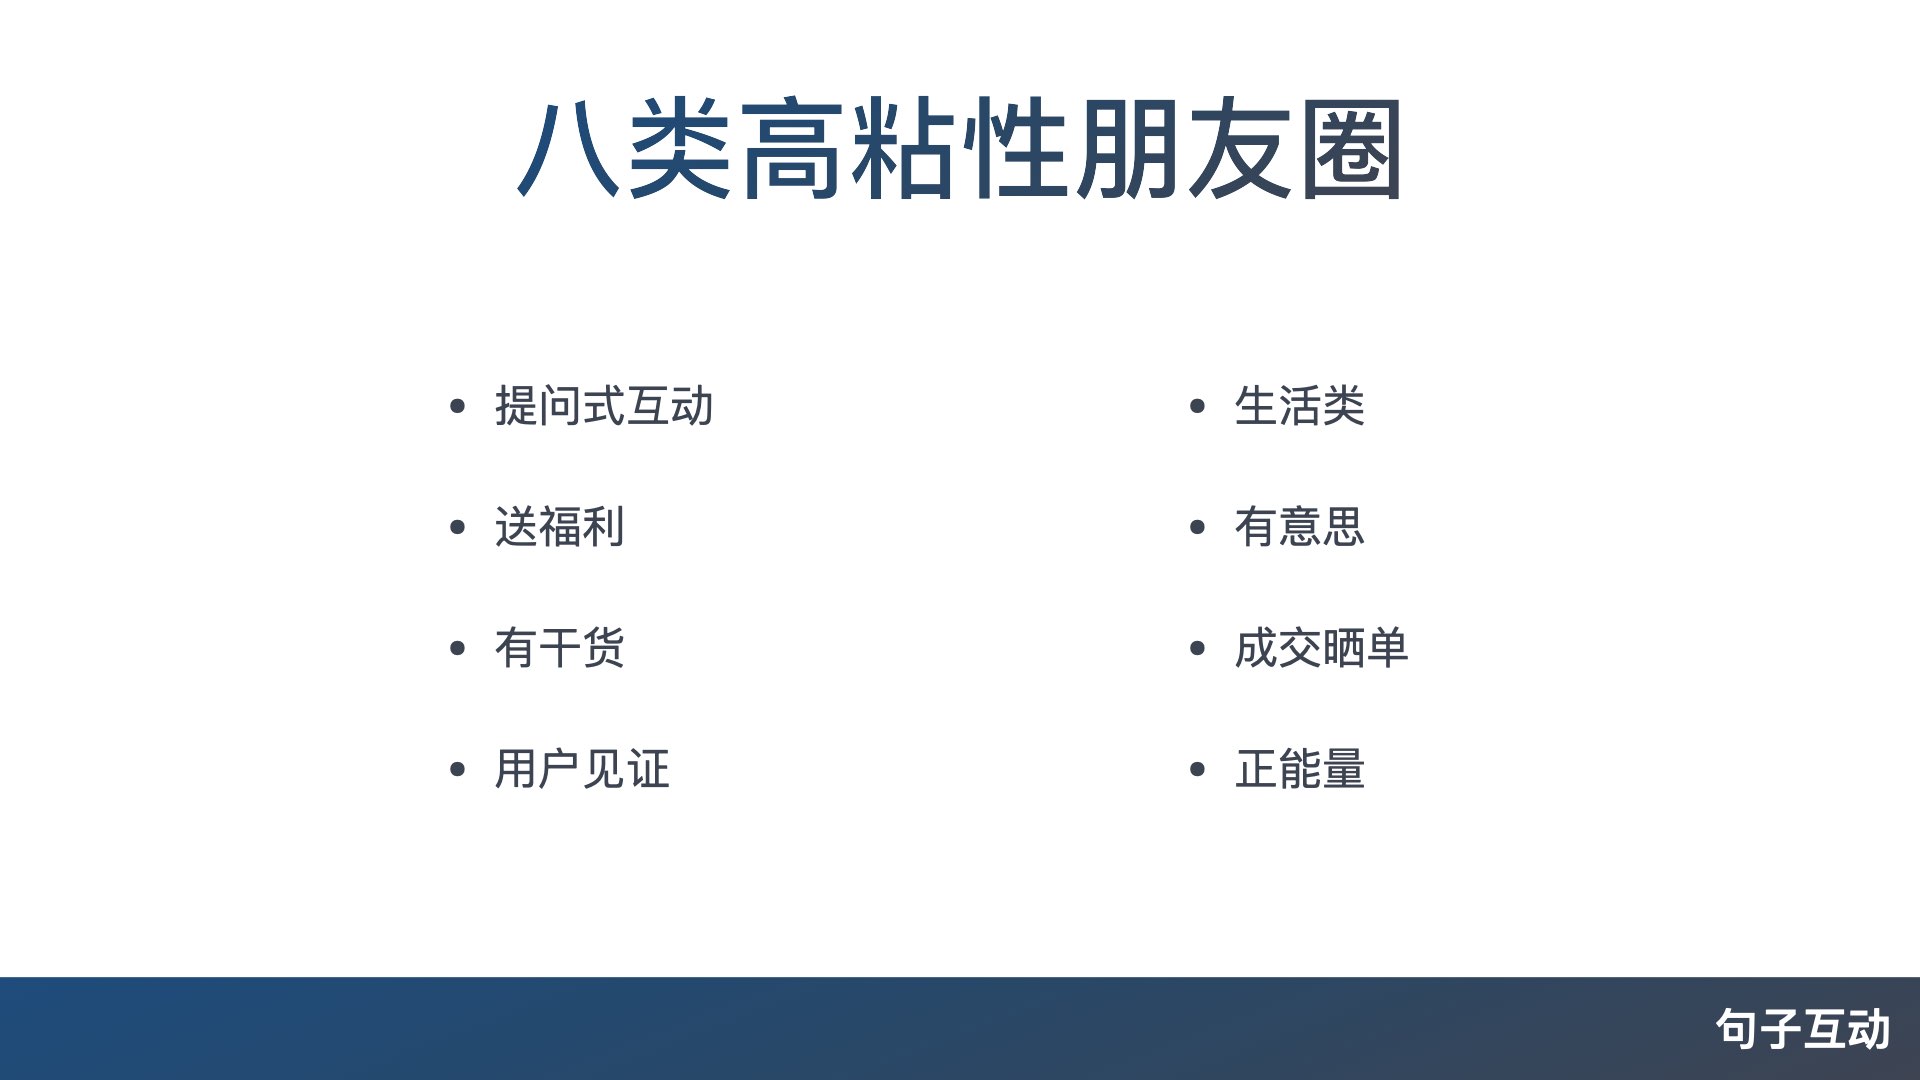 八类高粘性朋友圈
• 提问式互动
• 送福利
• 有干货
• 用户见证
• 生活类
• 有意思
• 成交晒单
• 正能量
句子互动